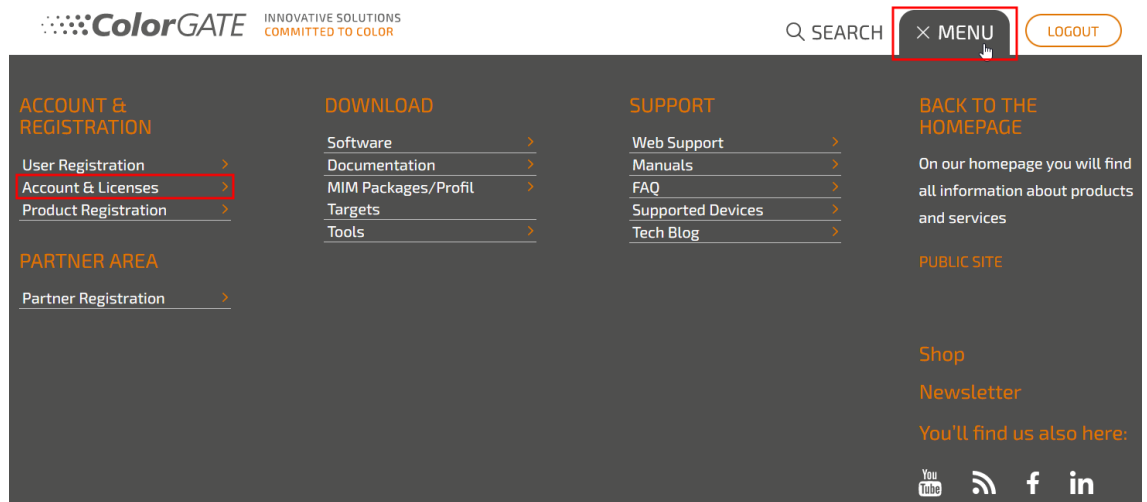 ColorGATE
INNOVATIVE SOLUTIONS
COMMITTED TO COLOR
SEARCH
MENU
LOGOUT
ACCOUNT &
REGISTRATION
User Registration
Account & Licenses
Product Registration
PARTNER AREA
Partner Registration
DOWNLOAD
Software
Documentation
MIM Packages/Profil
Targets
Tools
SUPPORT
Web Support
Manuals
FAQ
Supported Devices
Tech Blog
BACK TO THE
HOMEPAGE
On our homepage you will find
all information about products
and services
PUBLIC SITE
Shop
Newsletter
You'll find us also here:
You
Tube
f
in